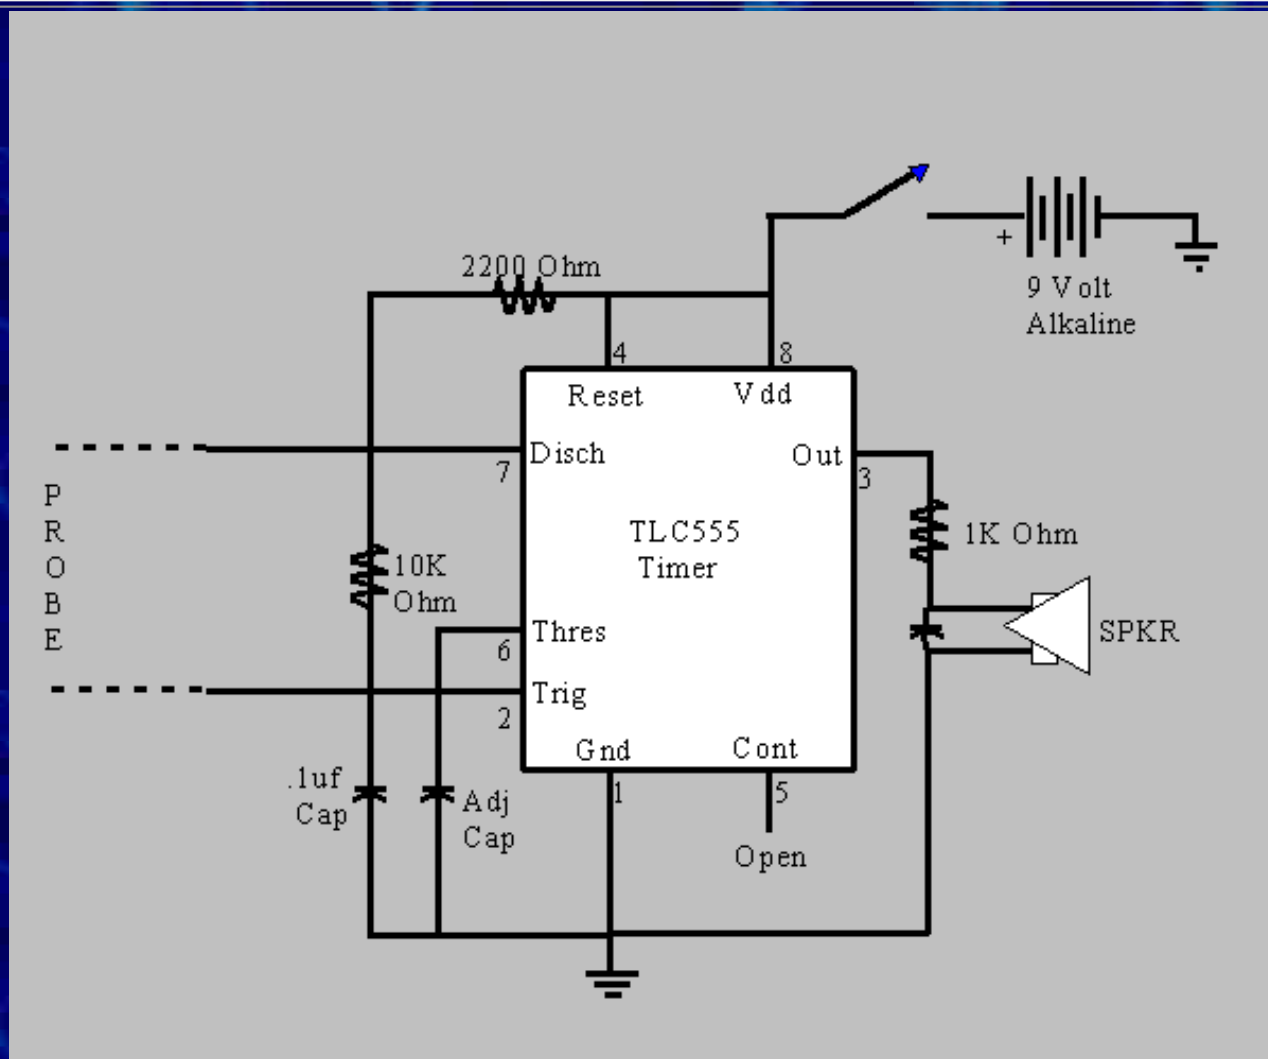 2200 Ohm
+
9 Volt
Alkaline
4
8
Reset
Vdd
Disch
Out
7
3
P
R
O
B
E
TLC555
Timer
1K Ohm
10K
Ohm
Thres
6
SPKR
Trig
2
Gnd
Cont
.1uf
Cap
Adj
Cap
1
5
Open